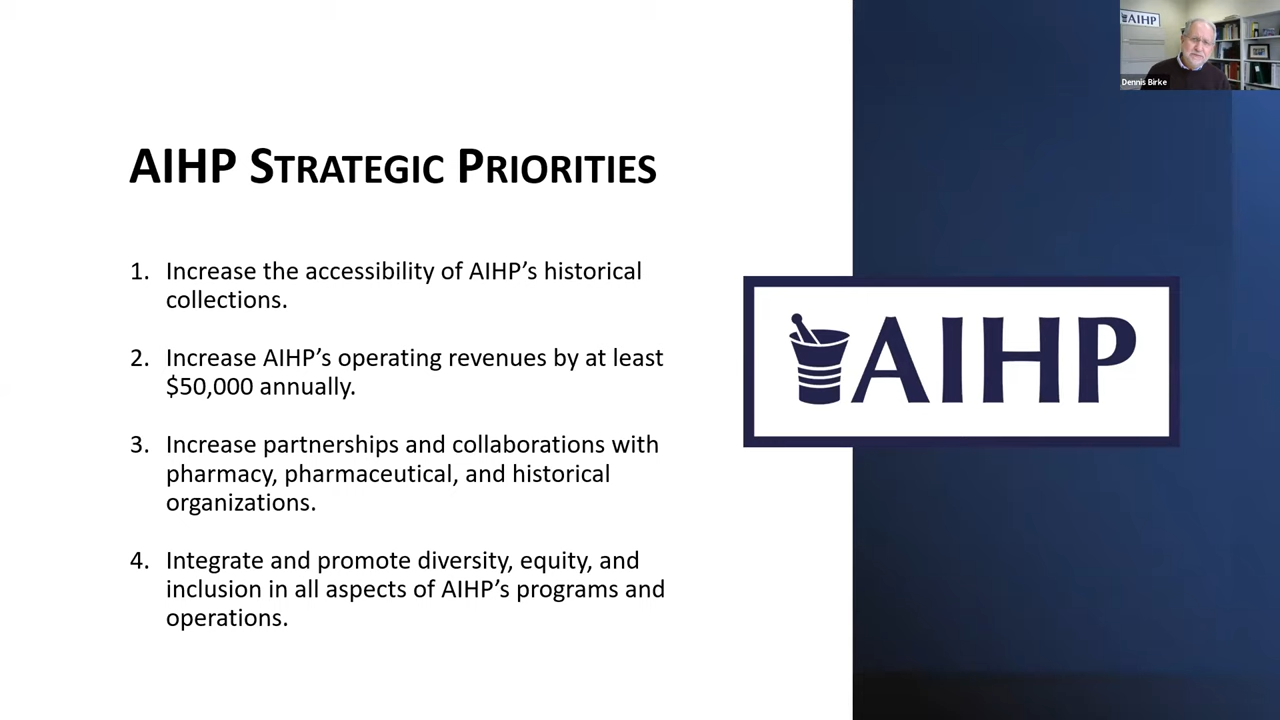 AIHP
Dennis Birke
AIHP STRATEGIC PRIORITIES
1. Increase the accessibility of AIHP’s historical
collections.
2. Increase AIHP’s operating revenues by at least
$50,000 annually.
3. Increase partnerships and collaborations with
pharmacy, pharmaceutical, and historical
organizations.
4. Integrate and promote diversity, equity, and
inclusion in all aspects of AIHP’s programs and
operations.
AIHP